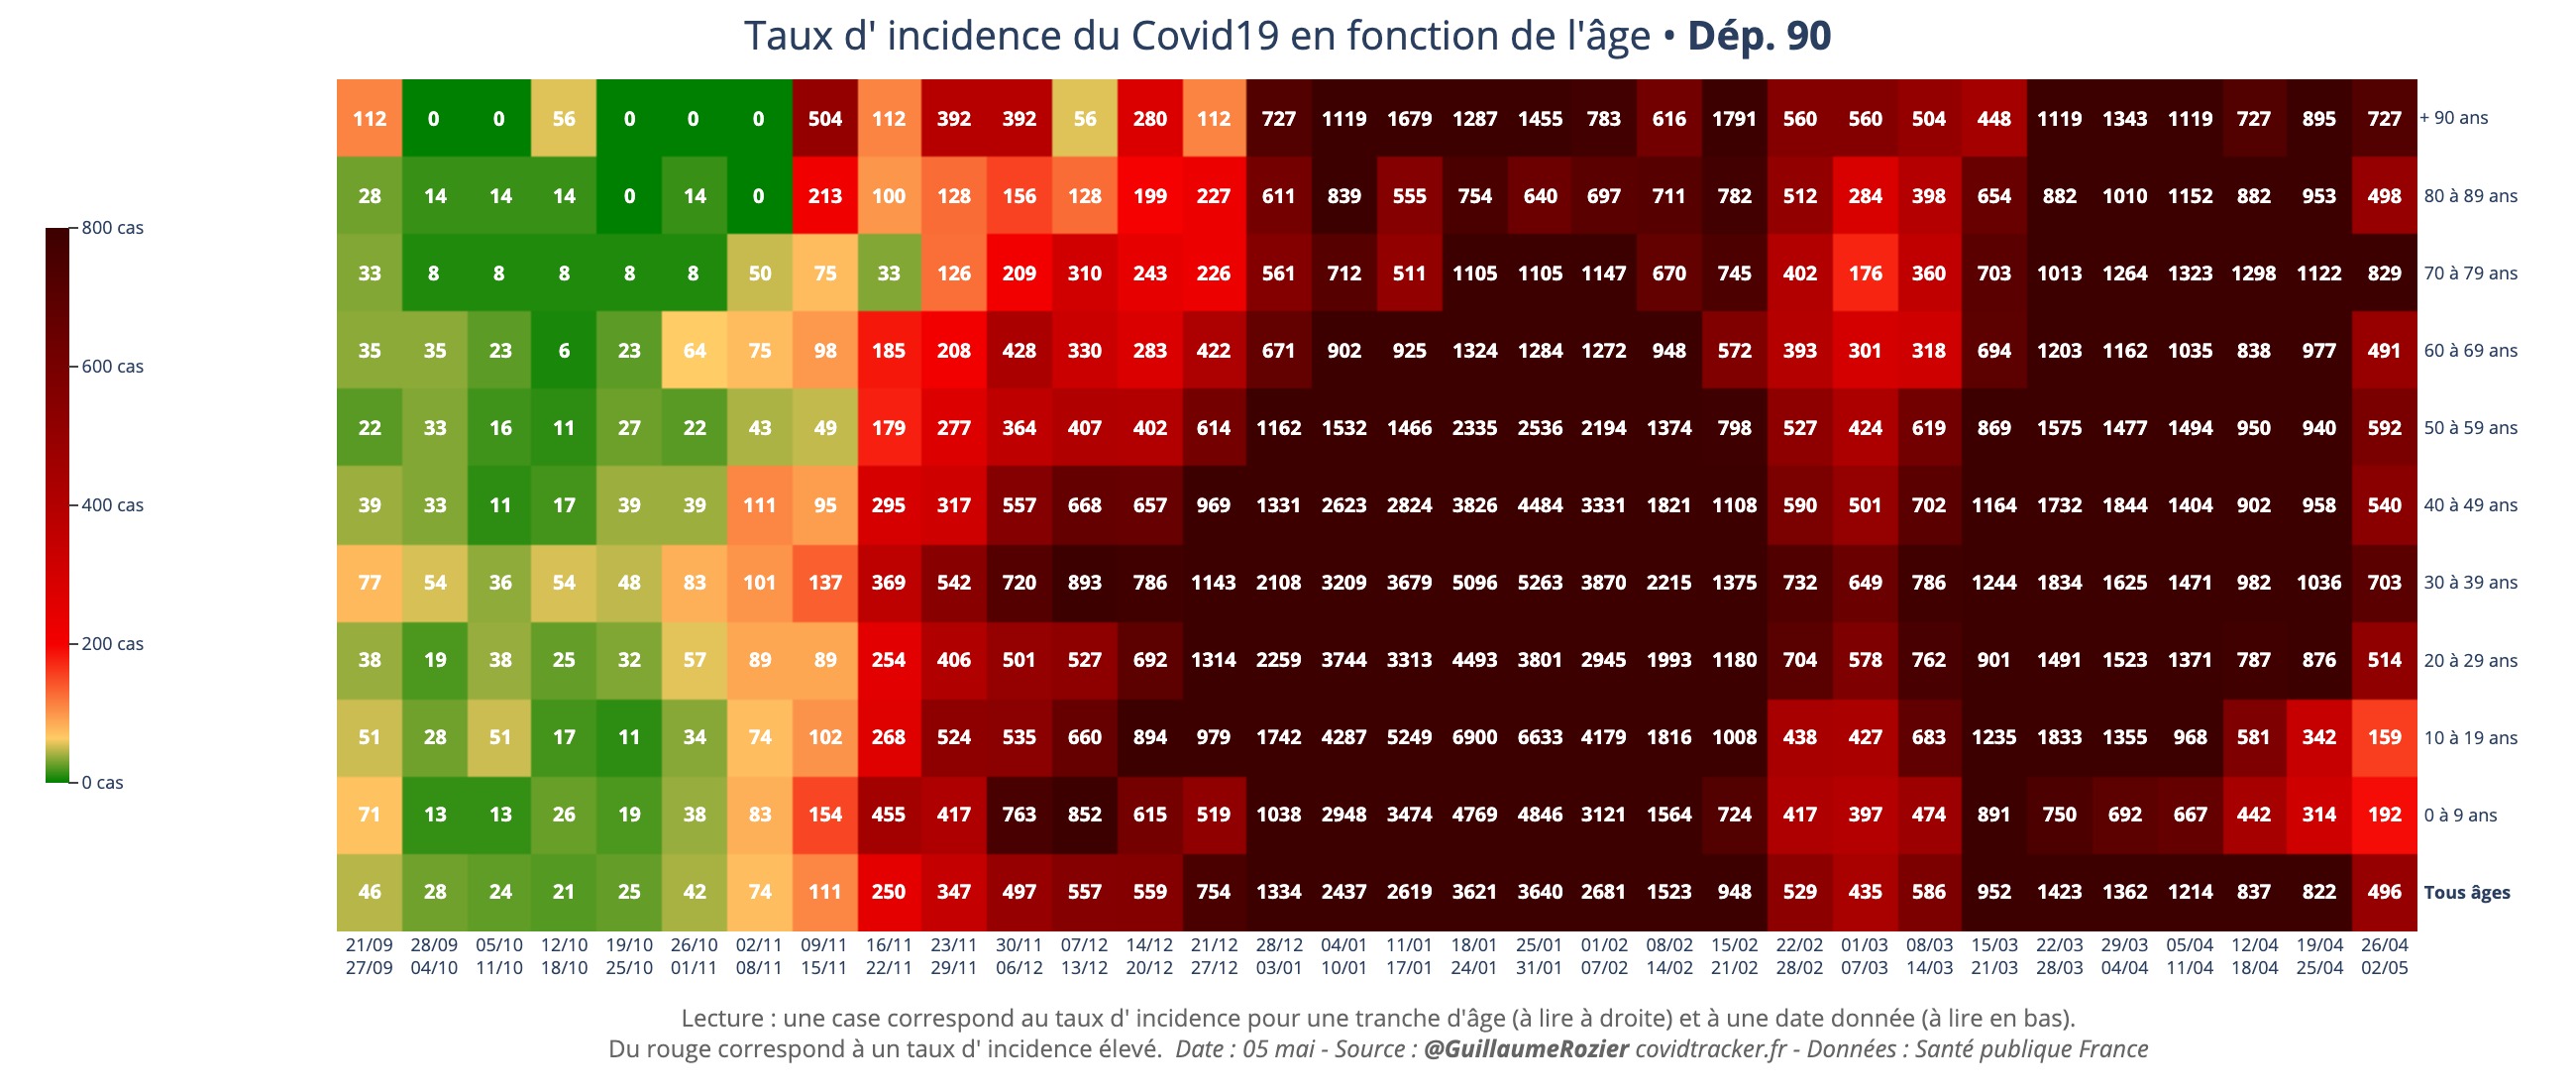 Taux d' incidence du Covid19 en fonction de l'âge • Dép. 90
112 0 0 56 0 0 0 504 112 392 392 56 280 112 727 1119 1679 1287 1455 783 616 1791 560 560 504 448 1119 1343 1119 727 895 727 + 90 ans
28 14 14 14 0 14 0 213 100 128 156 128 199 227 611 839 555 754 640 697 711 782 512 284 398 654 882 1010 1152 882 953 498 80 à 89 ans
33 8 8 8 8 8 50 75 33 126 209 310 243 226 561 712 511 1105 1105 1147 670 745 402 176 360 703 1013 1264 1323 1298 1122 829 70 à 79 ans
35 35 23 6 23 64 75 98 185 208 428 330 283 422 671 902 925 1324 1284 1272 948 572 393 301 318 694 1203 1162 1035 838 977 491 60 à 69 ans
22 33 16 11 27 22 43 49 179 277 364 407 402 614 1162 1532 1466 2335 2536 2194 1374 798 527 424 619 869 1575 1477 1494 950 940 592 50 à 59 ans
39 33 11 17 39 39 111 95 295 317 557 668 657 969 1331 2623 2824 3826 4484 3331 1821 1108 590 501 702 1164 1732 1844 1404 902 958 540 40 à 49 ans
77 54 36 54 48 83 101 137 369 542 720 893 786 1143 2108 3209 3679 5096 5263 3870 2215 1375 732 649 786 1244 1834 1625 1471 982 1036 703 30 à 39 ans
38 19 38 25 32 57 89 89 254 406 501 527 692 1314 2259 3744 3313 4493 3801 2945 1993 1180 704 578 762 901 1491 1523 1371 787 876 514 20 à 29 ans
51 28 51 17 11 34 74 102 268 524 535 660 894 979 1742 4287 5249 6900 6633 4179 1816 1008 438 427 683 1235 1833 1355 968 581 342 159 10 à 19 ans
71 13 13 26 19 38 83 154 455 417 763 852 615 519 1038 2948 3474 4769 4846 3121 1564 724 417 397 474 891 750 692 667 442 314 192 0 à 9 ans
46 28 24 21 25 42 74 111 250 347 497 557 559 754 1334 2437 2619 3621 3640 2681 1523 948 529 435 586 952 1423 1362 1214 837 822 496 Tous âges
21/09 28/09 05/10 12/10 19/10 26/10 02/11 09/11 16/11 23/11 30/11 07/12 14/12 21/12 28/12 04/01 11/01 18/01 25/01 01/02 08/02 15/02 22/02 01/03 08/03 15/03 22/03 29/03 05/04 12/04 19/04 26/04
27/09 04/10 11/10 18/10 25/10 01/11 08/11 15/11 22/11 29/11 06/12 13/12 20/12 27/12 03/01 10/01 17/01 24/01 31/01 07/02 14/02 21/02 28/02 07/03 14/03 21/03 28/03 04/04 11/04 18/04 25/04 02/05
800 cas
600 cas
400 cas
200 cas
0 cas
Lecture : une case correspond au taux d' incidence pour une tranche d'âge (à lire à droite) et à une date donnée (à lire en bas).
Du rouge correspond à un taux d' incidence élevé. Date : 05 mai - Source : @GuillaumeRozier covidtracker.fr - Données : Santé publique France